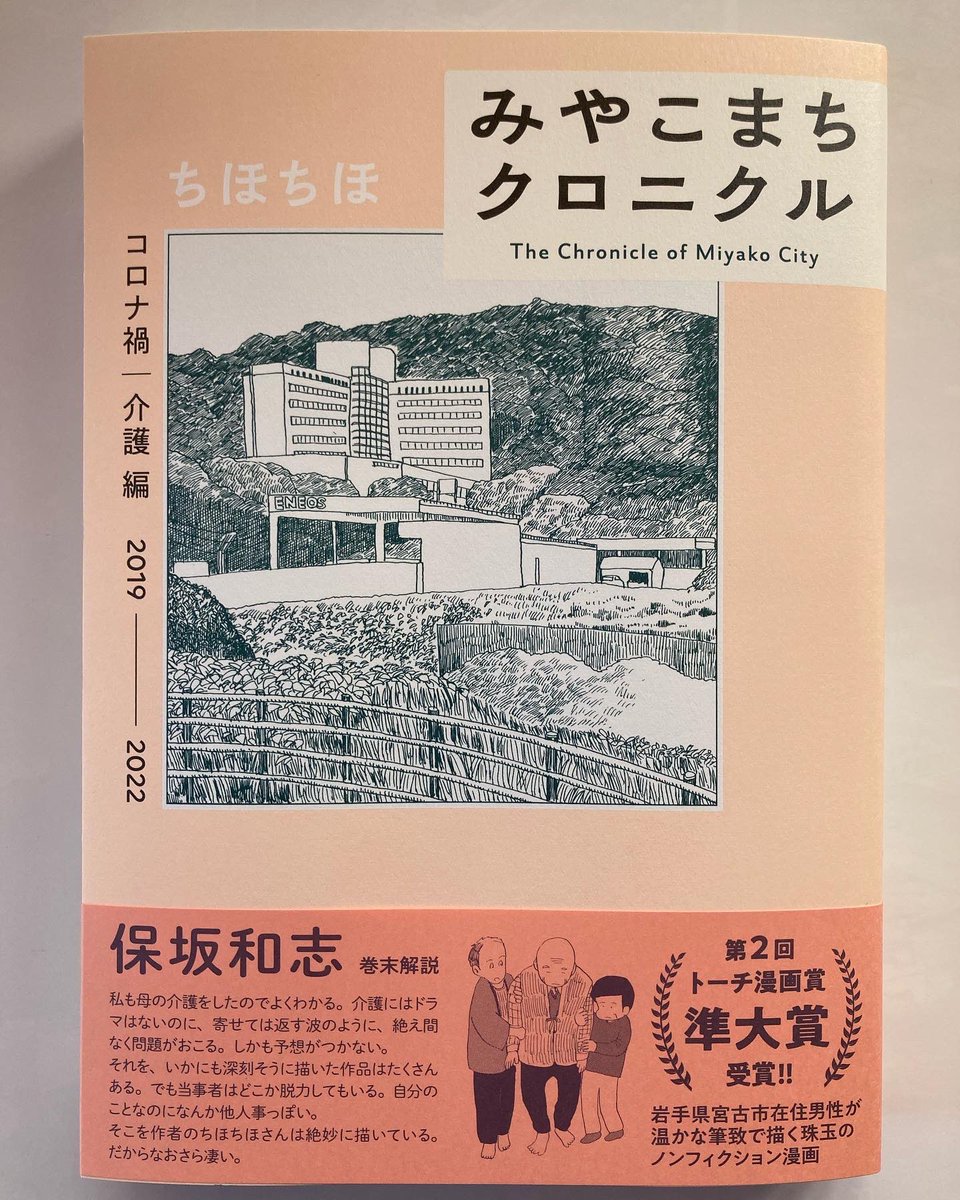 みやこまち
クロニクル
The Chronicle of Miyako City
ちほちほ
コロナ禍|介護編 2019 — 2022
ENEOS
保坂和志 巻末解説
私も母の介護をしたのでよくわかる。介護にはドラ
マはないのに、寄せては返す波のように、絶え間
なく問題がおこる。しかも予想がつかない。
それを、いかにも深刻そうに描いた作品はたくさん
ある。でも当事者はどこか脱力してもいる。自分の
ことなのになんか他人事っぽい。
そこを作者のちほちほさんは絶妙に描いている。
だからなおさら凄い。
第2回
トーチ漫画賞
準大賞
受賞!!
岩手県宮古市在住男性が
温かな筆致で描く珠玉の
ノンフィクション漫画